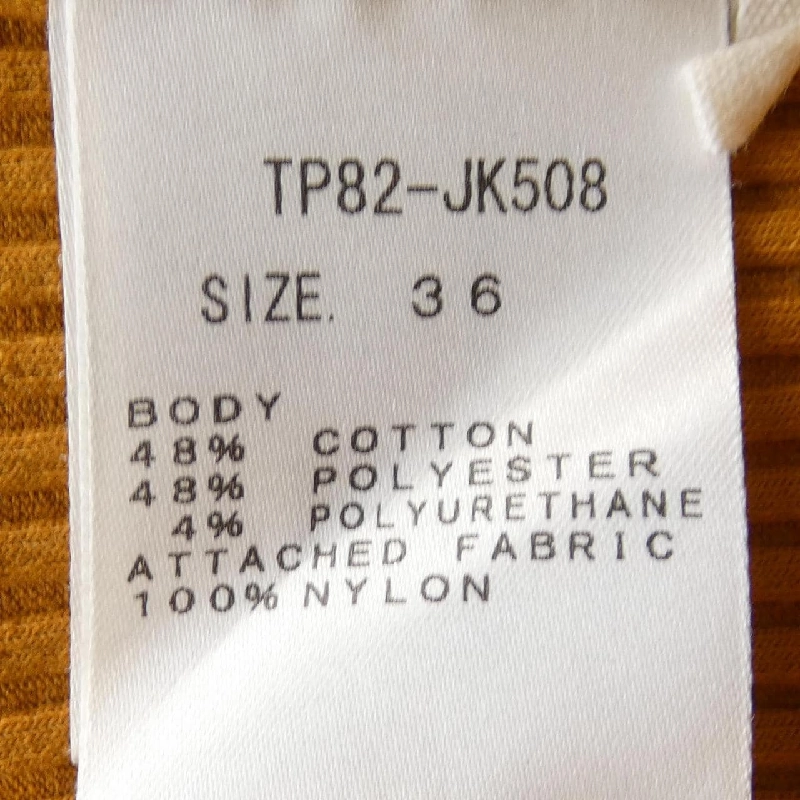 TP82-JK508
SIZE. 36
BODY
48% COTTON
48% POLYESTER
4% POLYURETHANE
ATTACHED FABRIC
100% NYLON